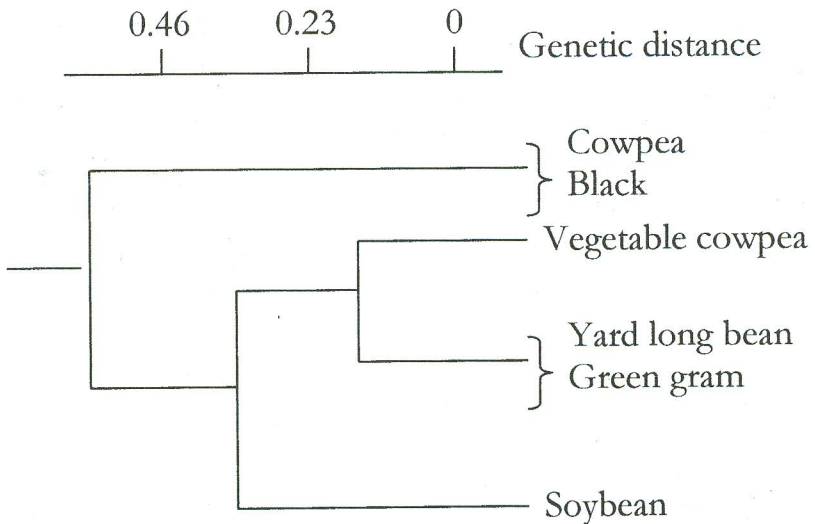 0.46 0.23 0 Genetic distance
Cowpea
Black
Vegetable cowpea
Yard long bean
Green gram
Soybean